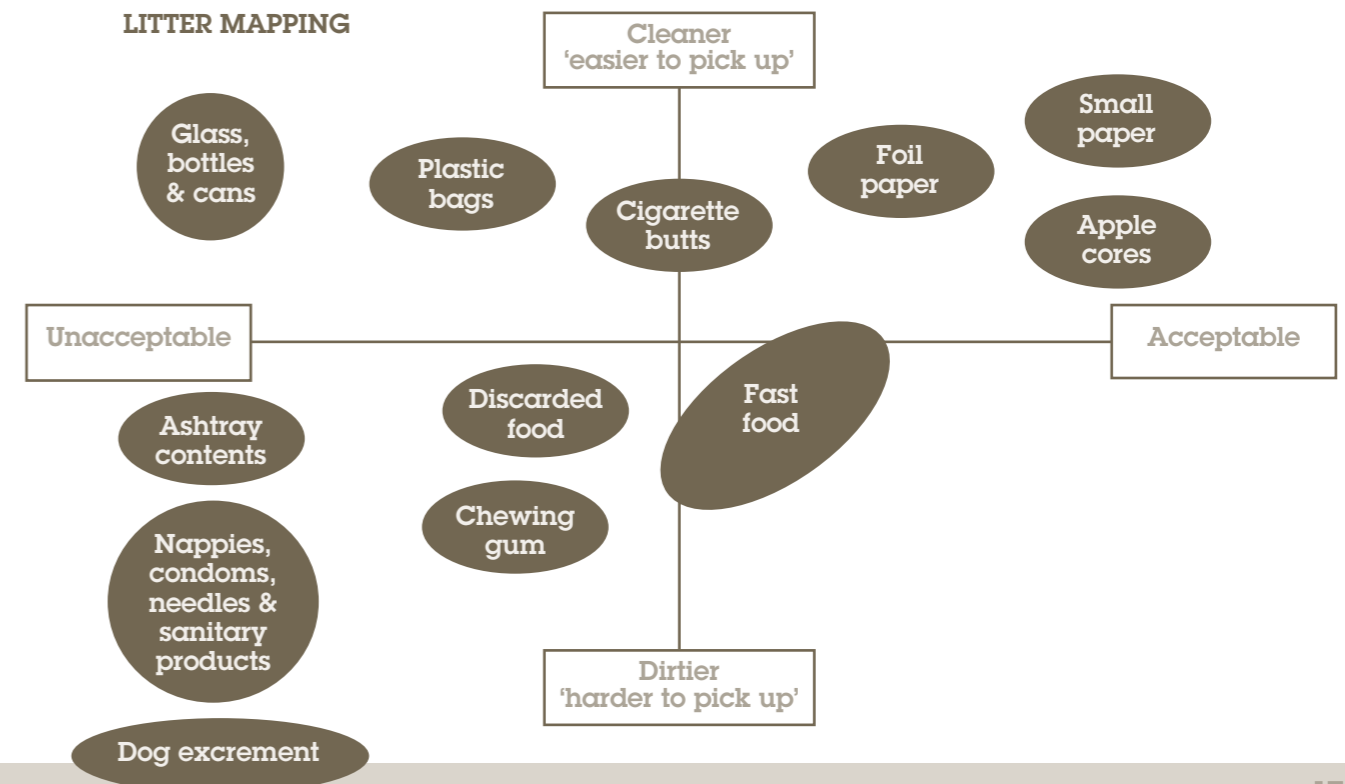 LITTER MAPPING
Cleaner
‘easier to pick up’
Glass,
bottles
& cans
Plastic
bags
Cigarette
butts
Foil
paper
Small
paper
Apple
cores
Unacceptable
Acceptable
Ashtray
contents
Discarded
food
Fast
food
Chewing
gum
Nappies,
condoms,
needles &
sanitary
products
Dirtier
‘harder to pick up’
Dog excrement